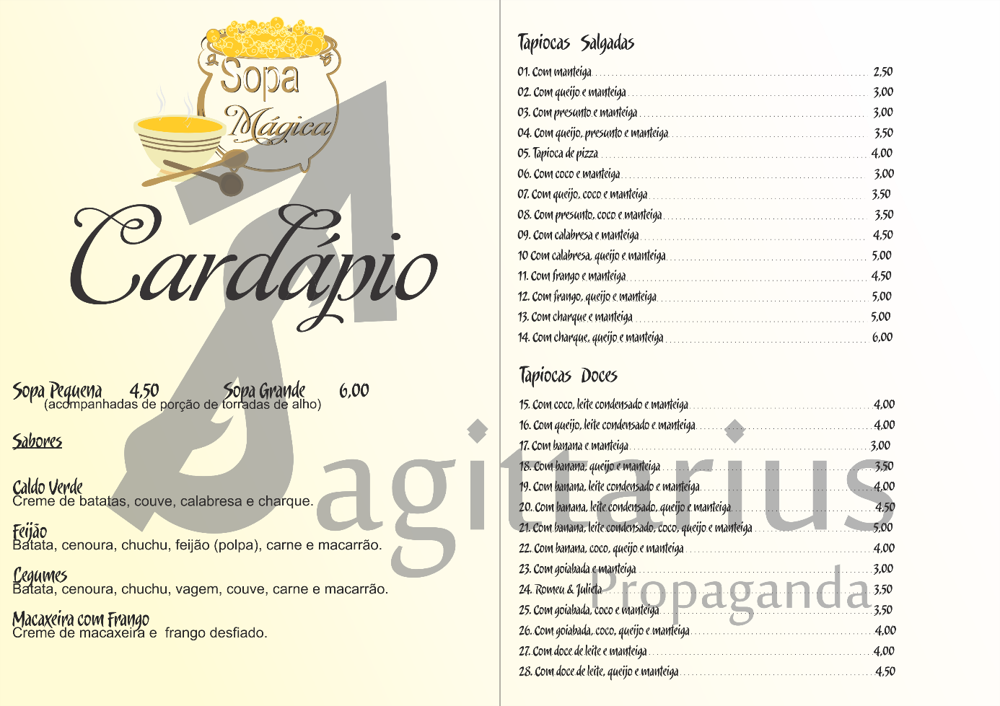 Sopa
Mágica
Cardápio
Sopa Pequena 4,50 Sopa Grande 6,00
(acompanhadas de porção de torradas de alho)
Sabores
Caldo Verde
Creme de batatas, couve, calabresa e charque.
Feijão
Batata, cenoura, chuchu, feijão (polpa), carne e macarrão.
Legumes
Batata, cenoura, chuchu, vagem, couve, carne e macarrão.
Macaxeira com Frango
Creme de macaxeira e frango desfiado.
Tapiocas Salgadas
01. Com manteiga 2,50
02. Com queijo e manteiga 3,00
03. Com presunto e manteiga 3,00
04. Com queijo, presunto e manteiga 3,50
05. Tapioca de pizza 4,00
06. Com coco e manteiga 3,00
07. Com queijo, coco e manteiga 3,50
08. Com presunto, coco e manteiga 3,50
09. Com calabresa e manteiga 4,50
10 Com calabresa, queijo e manteiga 5,00
11. Com frango e manteiga 4,50
12. Com frango, queijo e manteiga 5,00
13. Com charque e manteiga 5,00
14. Com charque, queijo e manteiga 6,00
Tapiocas Doces
15. Com coco, leite condensado e manteiga 4,00
16. Com queijo, leite condensado e manteiga 4,00
17. Com banana e manteiga 3,00
18. Com banana, queijo e manteiga 3,50
19. Com banana, leite condensado e manteiga 4,00
20. Com banana, leite condensado, queijo e manteiga 4,50
21. Com banana, leite condensado, coco, queijo e manteiga 5,00
22. Com banana, coco, queijo e manteiga 4,00
23. Com goiabada e manteiga 3,00
24. Romeu & Julieta 3,50
25. Com goiabada, coco e manteiga 3,50
26. Com goiabada, coco, queijo e manteiga 4,00
27. Com doce de leite e manteiga 4,00
28. Com doce de leite, queijo e manteiga 4,50
Sagittarius
Propaganda